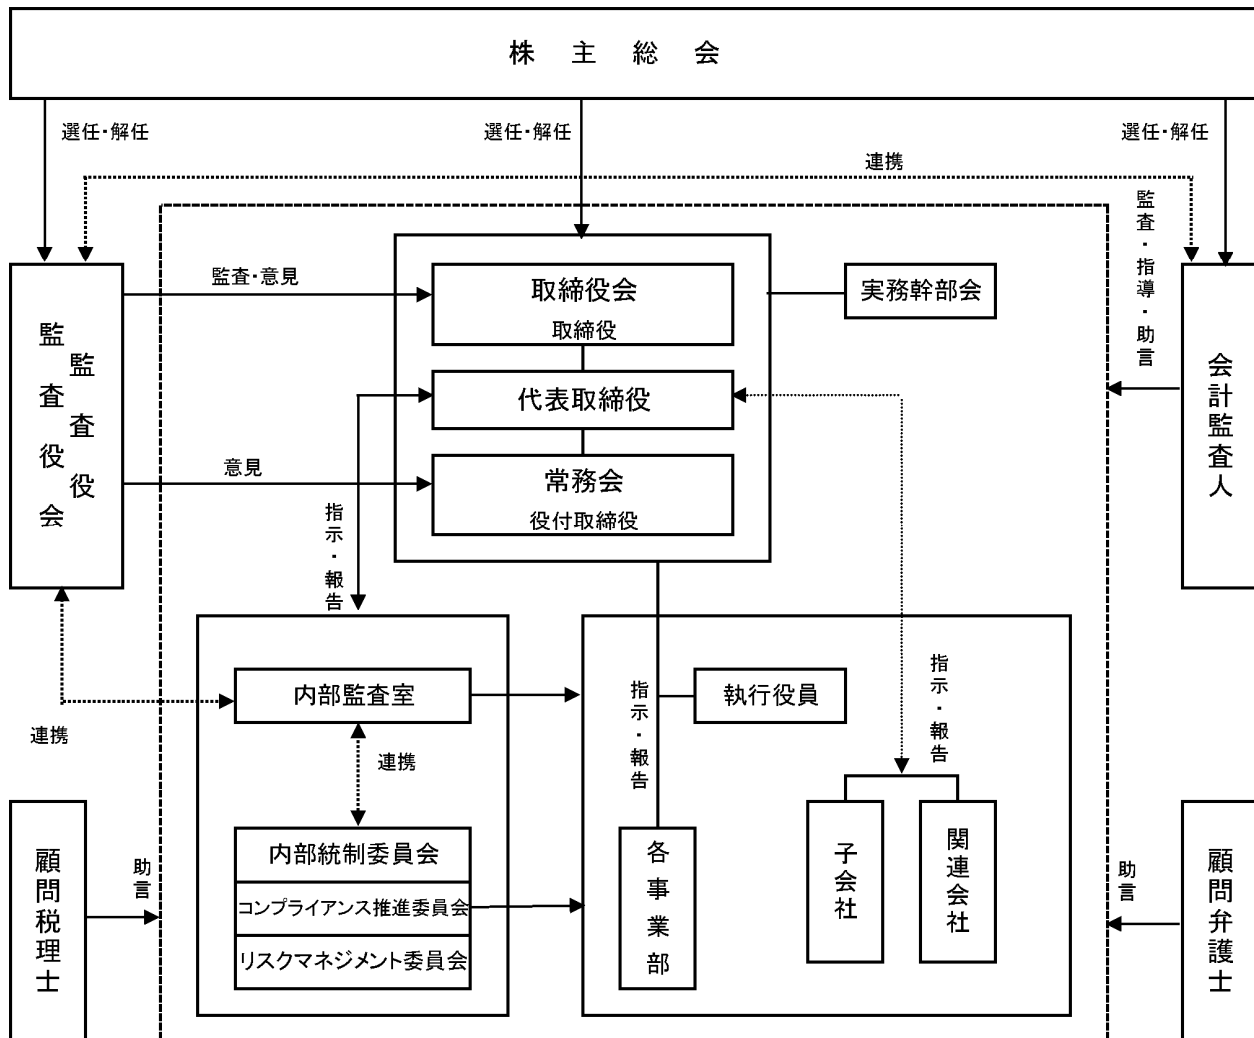 株主総会
選任・解任
選任・解任
選任・解任
連携
監査・指導・助言
監査・意見
取締役会
取締役
実務幹部会
監査役会
監査役
代表取締役
会計監査人
意見
常務会
役付取締役
指示・報告
内部監査室
指示・報告
執行役員
指示・報告
連携
連携
顧問税理士
助言
内部統制委員会
コンプライアンス推進委員会
リスクマネジメント委員会
各事業部
子会社
関連会社
助言
顧問弁護士